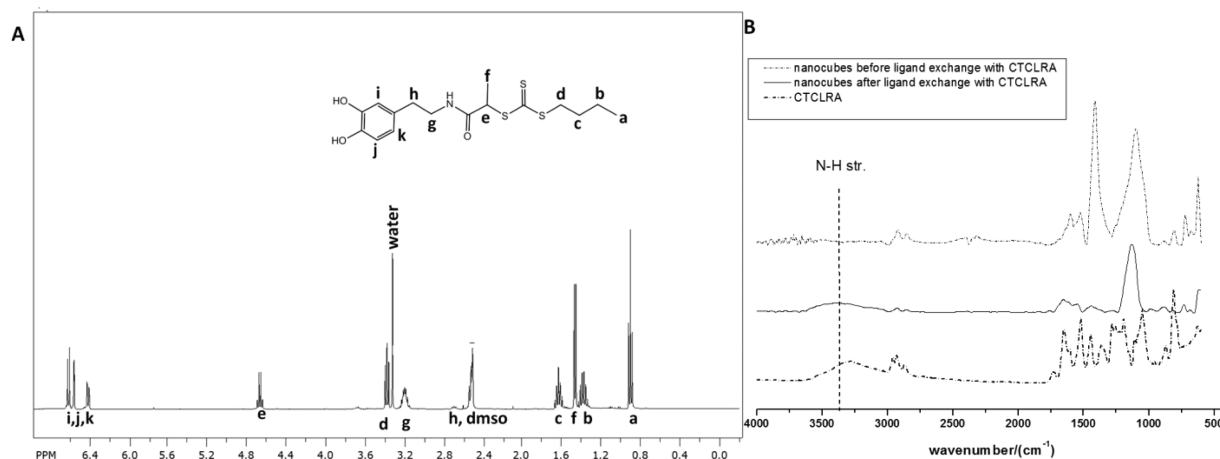 A
f
HO
HO
i
h
H
N
g
O
e
S
S
S
d
b
c
a
k
j
water
i,j,k
e
d
g
h, dmso
c
f
b
a
PPM
6.4
6.0
5.6
5.2
4.8
4.4
4.0
3.6
3.2
2.8
2.4
2.0
1.6
1.2
0.8
0.4
0.0
B
nanocubes before ligand exchange with CTCLRA
nanocubes after ligand exchange with CTCLRA
CTCLRA
N-H str.
4000
3500
3000
2500
2000
1500
1000
500
wavenumber/(cm⁻¹)